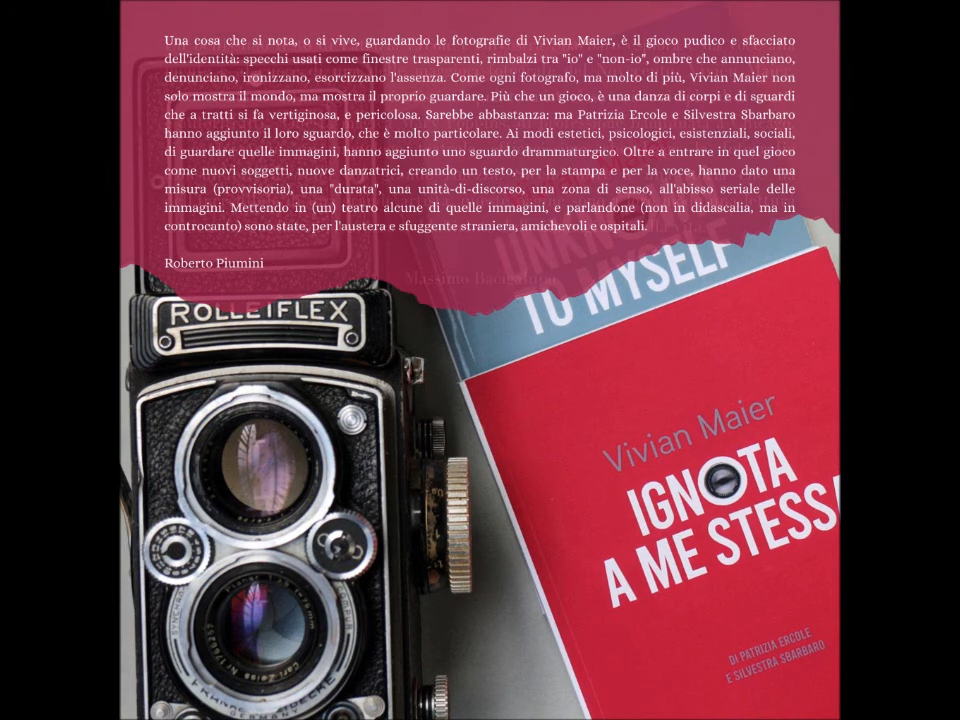 Una cosa che si nota, o si vive, guardando le fotografie di Vivian Maier, è il gioco pudico e sfacciato
dell'identità: specchi usati come finestre trasparenti, rimbalzi tra "io" e "non-io", ombre che annunciano,
denunciano, ironizzano, esorcizzano l'assenza. Come ogni fotografo, ma molto di più, Vivian Maier non
solo mostra il mondo, ma mostra il proprio guardare. Più che un gioco, è una danza di corpi e di sguardi
che a tratti si fa vertiginosa, e pericolosa. Sarebbe abbastanza: ma Patrizia Ercole e Silvestra Sbarbaro
hanno aggiunto il loro sguardo, che è molto particolare. Ai modi estetici, psicologici, esistenziali, sociali,
di guardare quelle immagini, hanno aggiunto uno sguardo drammaturgico. Oltre a entrare in quel gioco
come nuovi soggetti, nuove danzatrici, creando un testo, per la stampa e per la voce, hanno dato una
misura (provvisoria), una "durata", una unità-di-discorso, una zona di senso, all'abisso seriale delle
immagini. Mettendo in (un) teatro alcune di quelle immagini, e parlandone (non in didascalia, ma in
controcanto) sono state, per l'austera e sfuggente straniera, amichevoli e ospitali.
Roberto Piumini
Massimo Bacigalupo
UNKNOWN
TO MYSELF
ROLLEIFLEX
Vivian Maier
IGNOTA
A ME STESSA
DI PATRIZIA ERCOLE
E SILVESTRA SBARBARO
SYNCHRO
COMPUR
Planar
Carl Zeiss
GERMANY